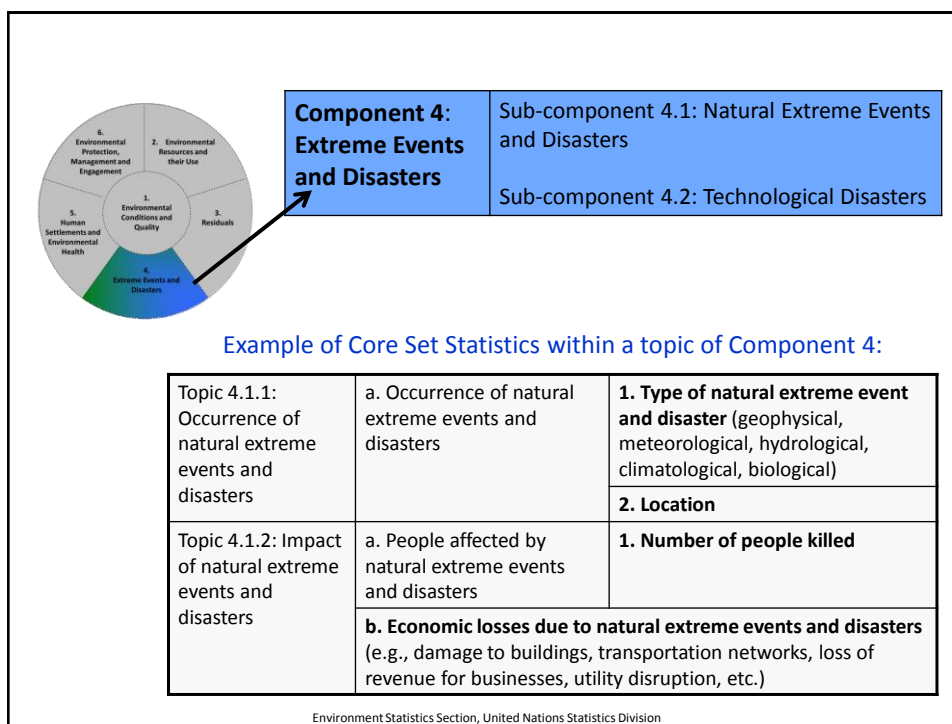 Component 4:
Extreme Events
and Disasters
Sub-component 4.1: Natural Extreme Events
and Disasters
Sub-component 4.2: Technological Disasters
6.
Environmental
Protection,
Management and
Engagement
2. Environmental
Resources and
their Use
1.
Environmental
Conditions and
Quality
5.
Human
Settlements and
Environmental
Health
3.
Residuals
4.
Extreme Events and
Disasters
Example of Core Set Statistics within a topic of Component 4:
Topic 4.1.1:
Occurrence of
natural extreme
events and
disasters
a. Occurrence of natural
extreme events and
disasters
1. Type of natural extreme event
and disaster (geophysical,
meteorological, hydrological,
climatological, biological)
2. Location
Topic 4.1.2: Impact
of natural extreme
events and
disasters
a. People affected by
natural extreme events
and disasters
1. Number of people killed
b. Economic losses due to natural extreme events and disasters
(e.g., damage to buildings, transportation networks, loss of
revenue for businesses, utility disruption, etc.)
Environment Statistics Section, United Nations Statistics Division